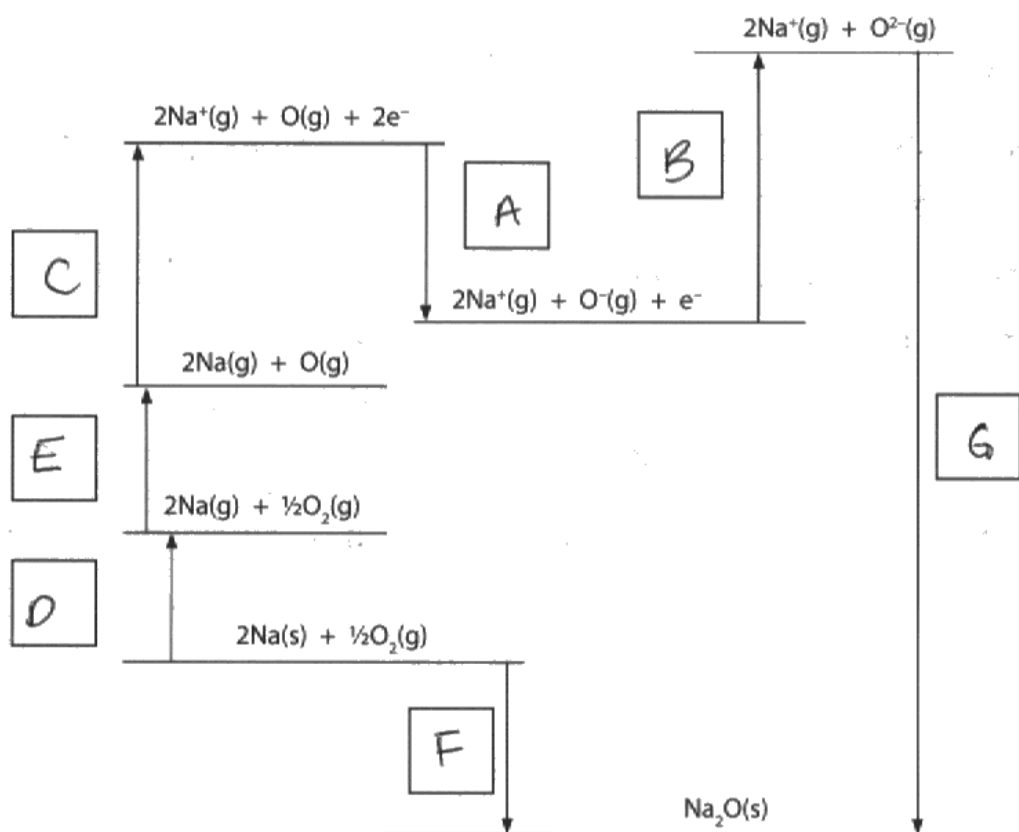 2Na⁺(g) + O²⁻(g)
2Na⁺(g) + O(g) + 2e⁻
B
A
C
2Na⁺(g) + O⁻(g) + e⁻
2Na(g) + O(g)
E
G
2Na(g) + ½O₂(g)
D
2Na(s) + ½O₂(g)
F
Na₂O(s)